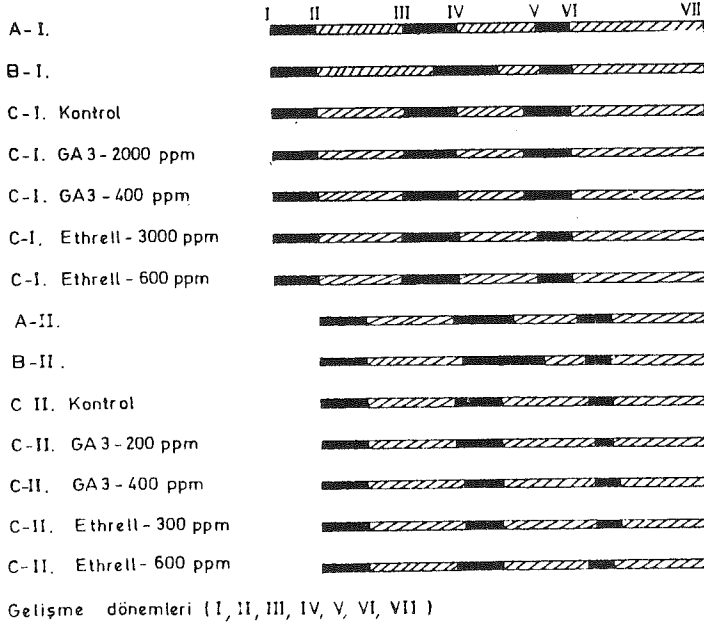 I II III IV V VI VII
A-I.
B-I.
C-I. Kontrol
C-I. GA3-2000 ppm
C-I. GA3-400 ppm
C-I. Ethrell-3000 ppm
C-I. Ethrell-600 ppm
A-II.
B-II.
C II. Kontrol
C-II. GA3-200 ppm
C-II. GA3-400 ppm
C-II. Ethrell-300 ppm
C-II. Ethrell-600 ppm
Gelişme dönemleri (I, II, III, IV, V, VI, VII)